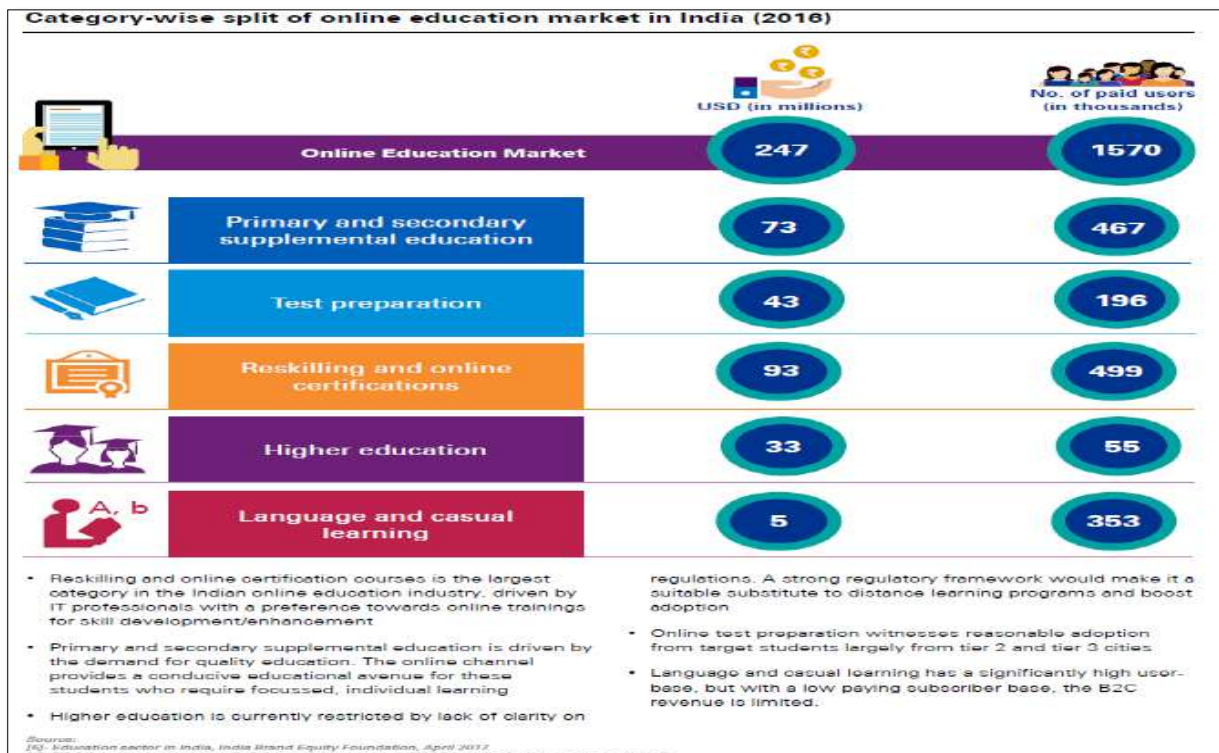 Category-wise split of online education market in India (2016)
USD (in millions)
No. of paid users
(in thousands)
Online Education Market
247
1570
Primary and secondary
supplemental education
73
467
Test preparation
43
196
Reskilling and online
certifications
93
499
Higher education
33
55
A, b
Language and casual
learning
5
353
• Reskilling and online certification courses is the largest
category in the Indian online education industry, driven by
IT professionals with a preference towards online trainings
for skill development/enhancement
• Primary and secondary supplemental education is driven by
the demand for quality education. The online channel
provides a conducive educational avenue for these
students who require focussed, individual learning
• Higher education is currently restricted by lack of clarity on
regulations. A strong regulatory framework would make it a
suitable substitute to distance learning programs and boost
adoption
• Online test preparation witnesses reasonable adoption
from target students largely from tier 2 and tier 3 cities
• Language and casual learning has a significantly high user-
base, but with a low paying subscriber base, the B2C
revenue is limited.
Source:
[6]- Education sector in India, India Brand Equity Foundation, April 2017